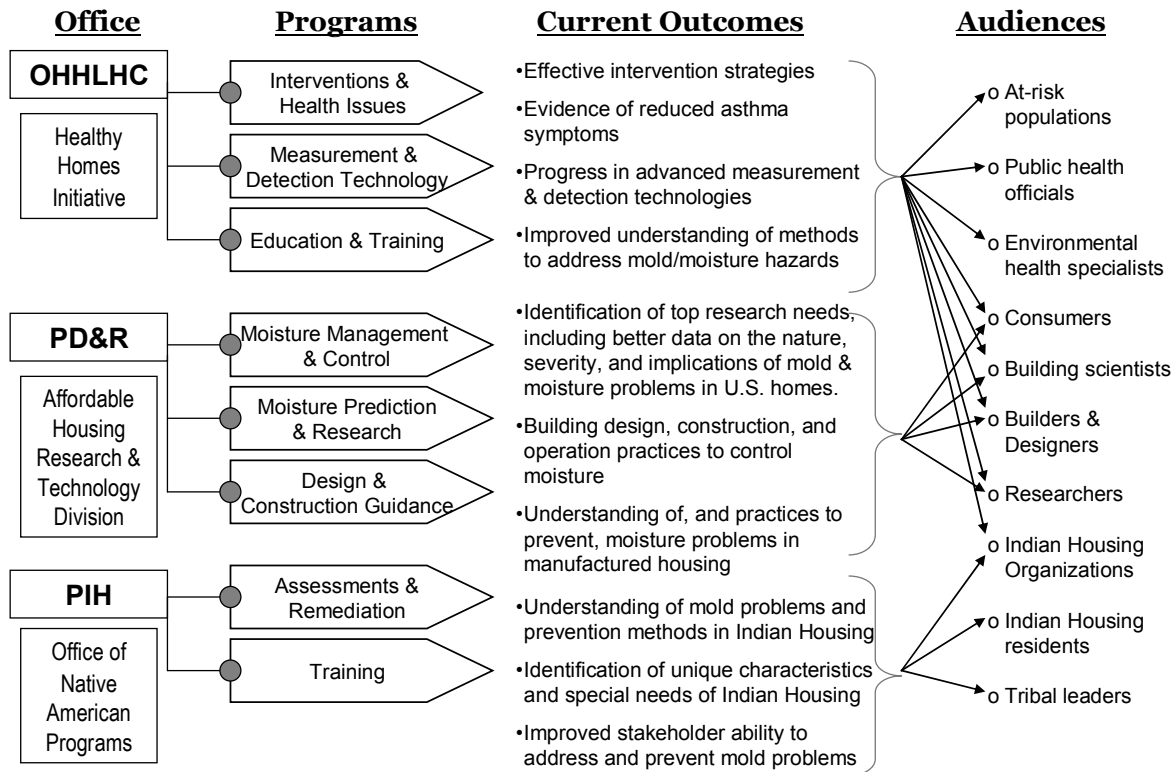 Office
Programs
Current Outcomes
Audiences
OHHLHC
Healthy
Homes
Initiative
Interventions &
Health Issues
Measurement &
Detection Technology
Education & Training
•Effective intervention strategies
•Evidence of reduced asthma
symptoms
•Progress in advanced measurement
& detection technologies
•Improved understanding of methods
to address mold/moisture hazards
PD&R
Affordable
Housing
Research &
Technology
Division
Moisture Management
& Control
Moisture Prediction
& Research
Design &
Construction Guidance
•Identification of top research needs,
including better data on the nature,
severity, and implications of mold &
moisture problems in U.S. homes.
•Building design, construction, and
operation practices to control
moisture
•Understanding of, and practices to
prevent, moisture problems in
manufactured housing
PIH
Office of
Native
American
Programs
Assessments &
Remediation
Training
•Understanding of mold problems and
prevention methods in Indian Housing
•Identification of unique characteristics
and special needs of Indian Housing
•Improved stakeholder ability to
address and prevent mold problems
o At-risk
populations
o Public health
officials
o Environmental
health specialists
o Consumers
o Building scientists
o Builders &
Designers
o Researchers
o Indian Housing
Organizations
o Indian Housing
residents
o Tribal leaders